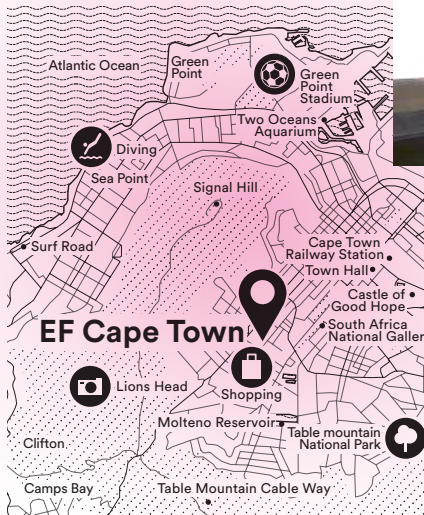 Atlantic Ocean
Green
Point
Green
Point
Stadium
Two Oceans
Aquarium
Diving
Sea Point
Signal Hill
Surf Road
Cape Town
Railway Station
Town Hall
Castle of
Good Hope
EF Cape Town
South Africa
National Galler
Lions Head
Shopping
Molteno Reservoir
Table mountain
National Park
Clifton
Camps Bay
Table Mountain Cable Way